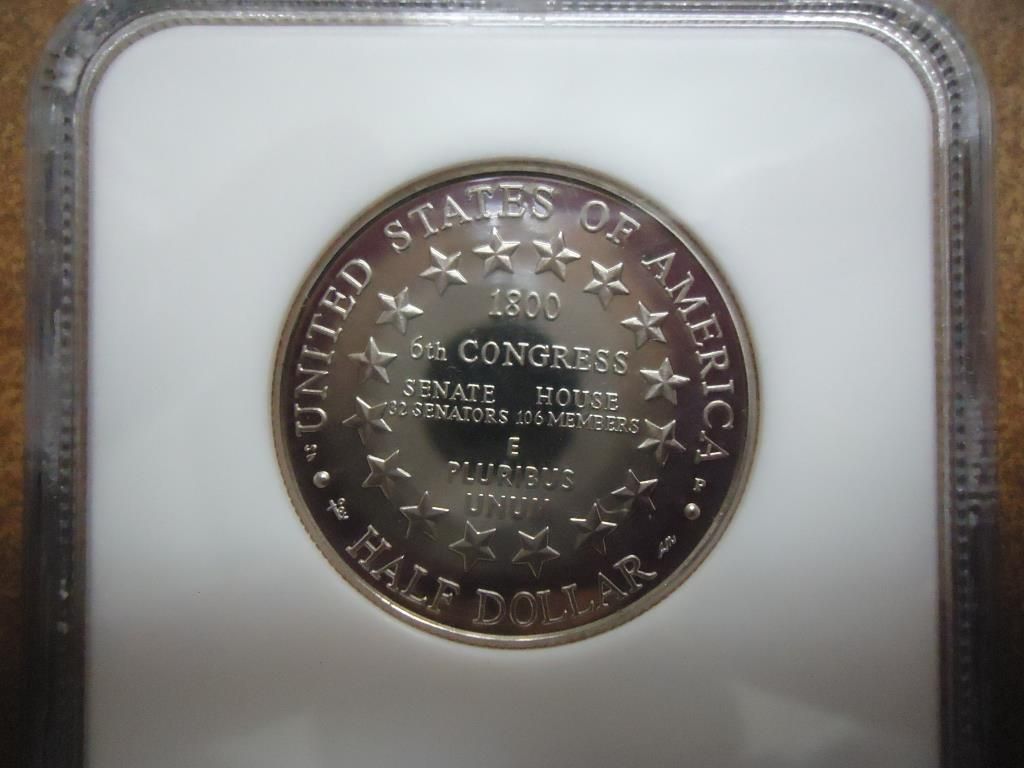 UNITED STATES OF AMERICA
1800
6th CONGRESS
SENATE HOUSE
32 SENATORS 106 MEMBERS
E
PLURIBUS
UNUM
P
HALF DOLLAR